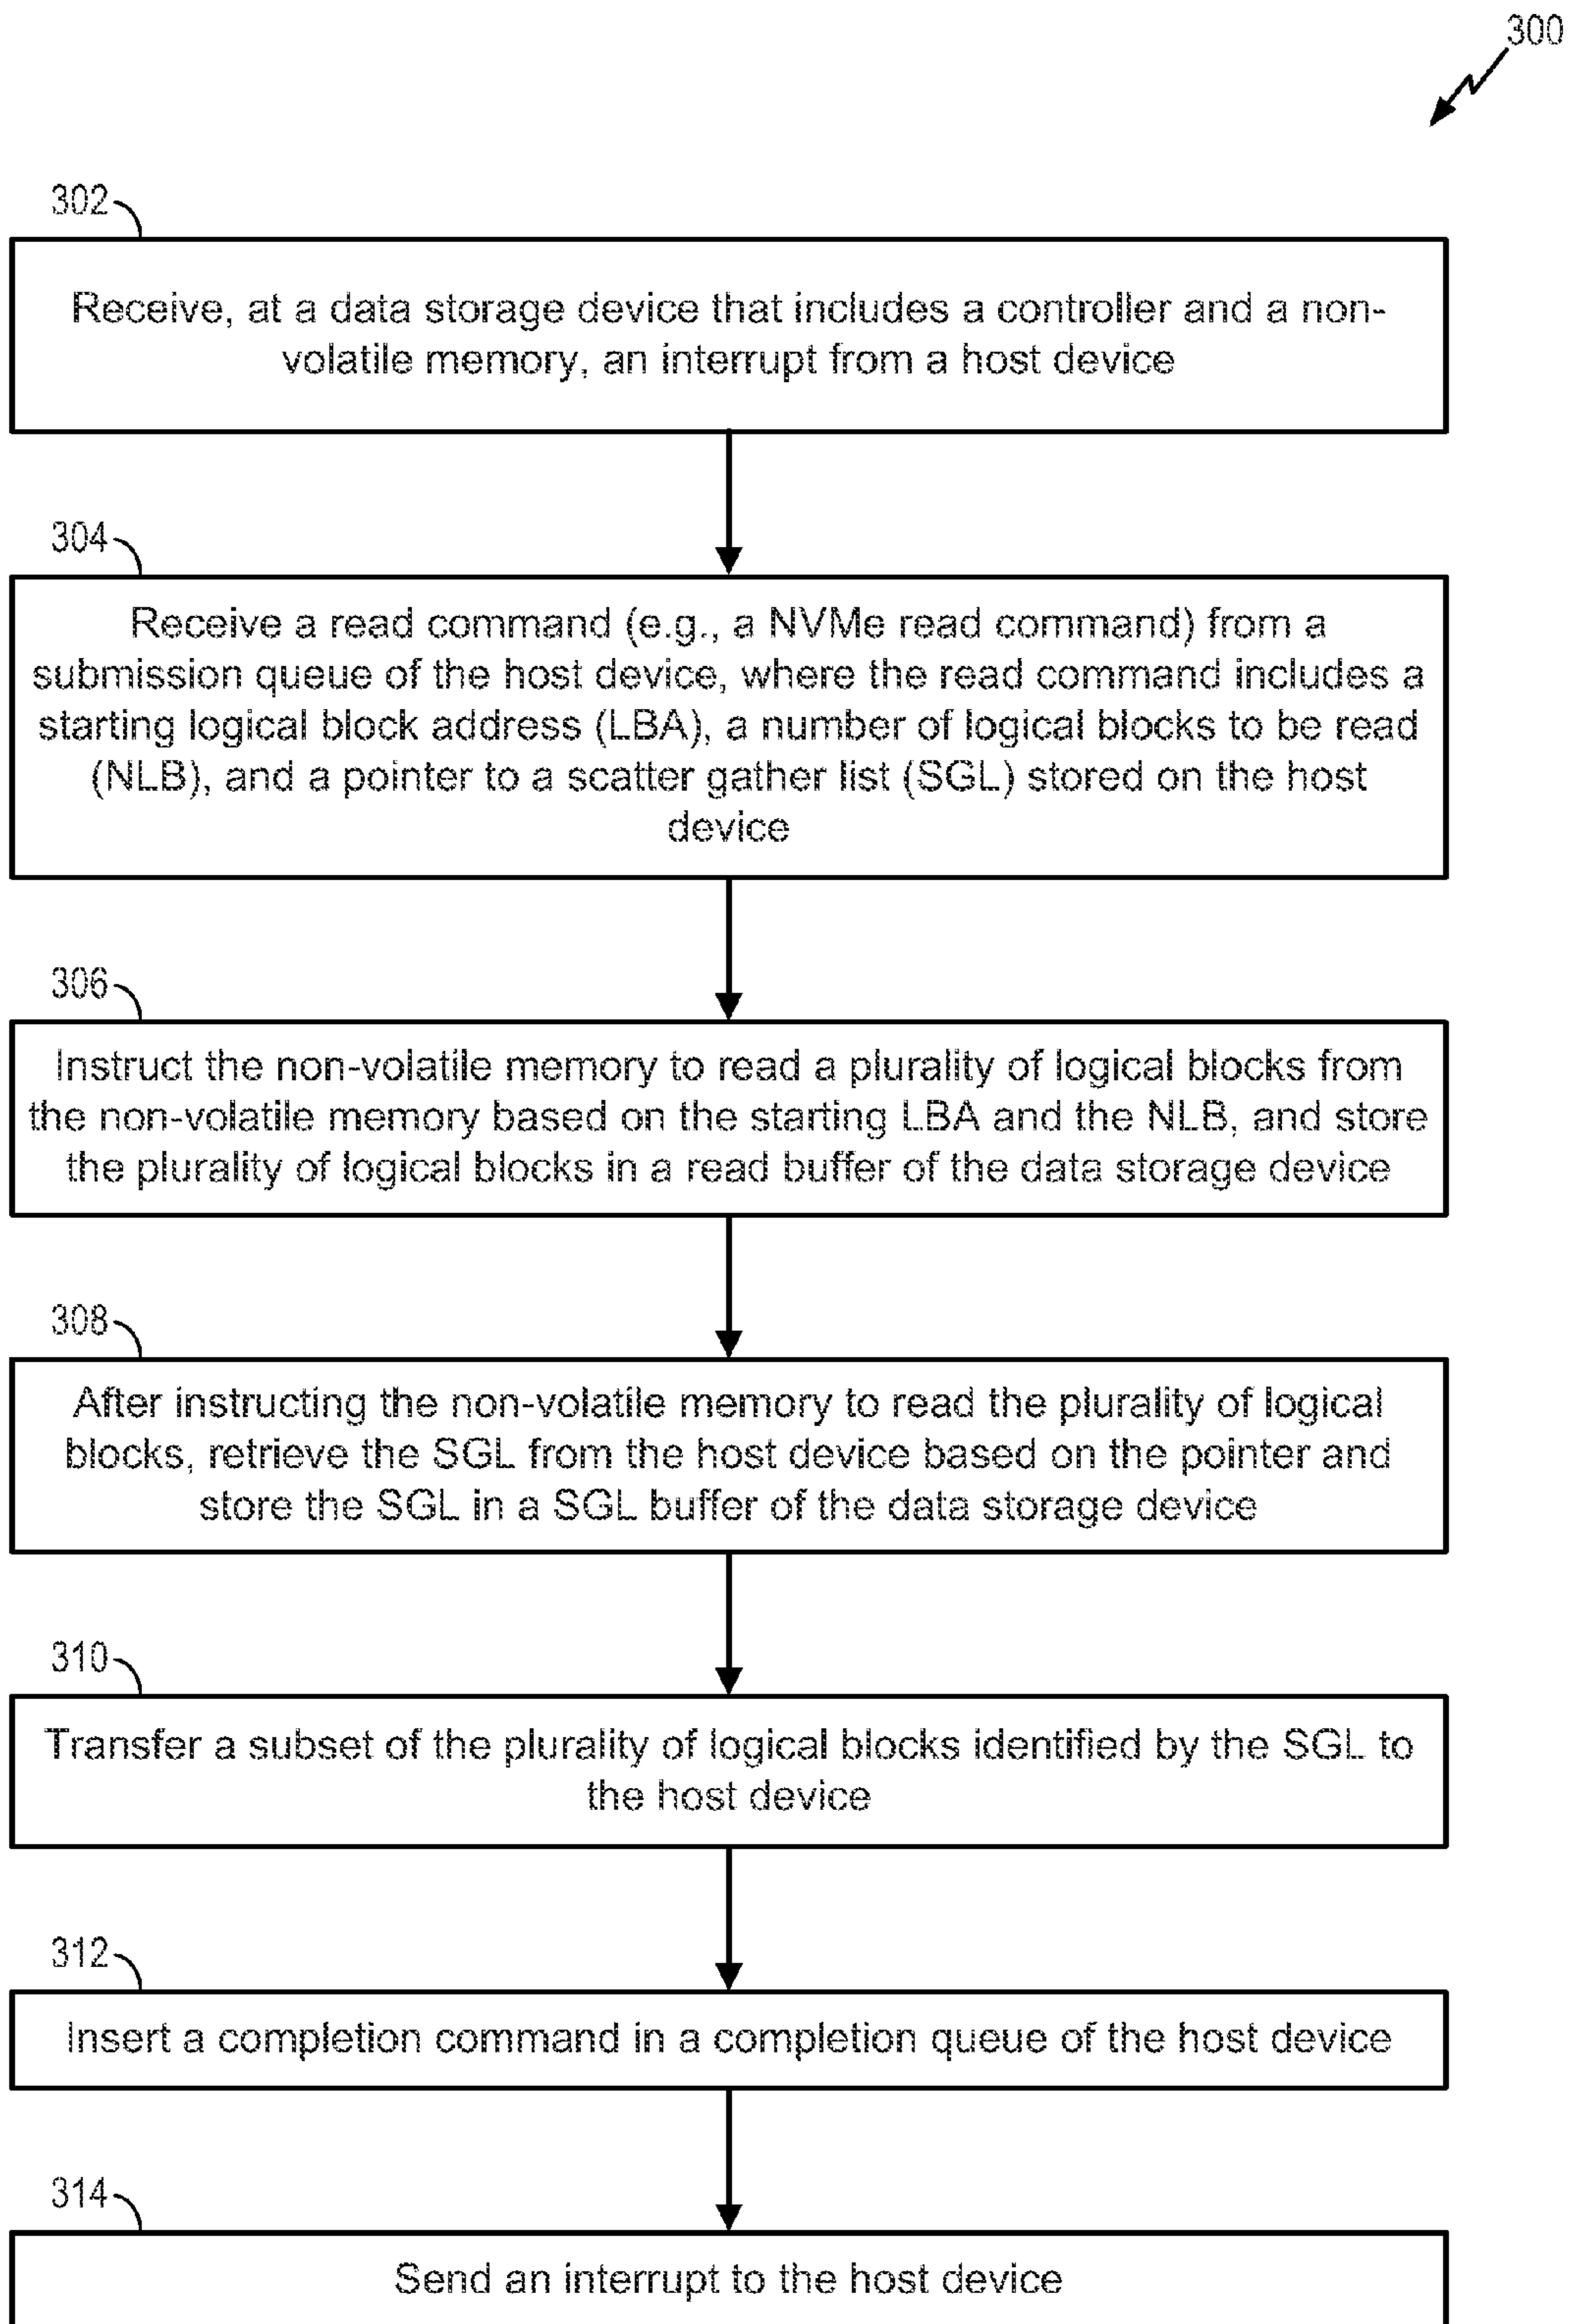 300
302
Receive, at a data storage device that includes a controller and a non-
volatile memory, an interrupt from a host device
304
Receive a read command (e.g., a NVMe read command) from a
submission queue of the host device, where the read command includes a
starting logical block address (LBA), a number of logical blocks to be read
(NLB), and a pointer to a scatter gather list (SGL) stored on the host
device
306
Instruct the non-volatile memory to read a plurality of logical blocks from
the non-volatile memory based on the starting LBA and the NLB, and store
the plurality of logical blocks in a read buffer of the data storage device
308
After instructing the non-volatile memory to read the plurality of logical
blocks, retrieve the SGL from the host device based on the pointer and
store the SGL in a SGL buffer of the data storage device
310
Transfer a subset of the plurality of logical blocks identified by the SGL to
the host device
312
Insert a completion command in a completion queue of the host device
314
Send an interrupt to the host device